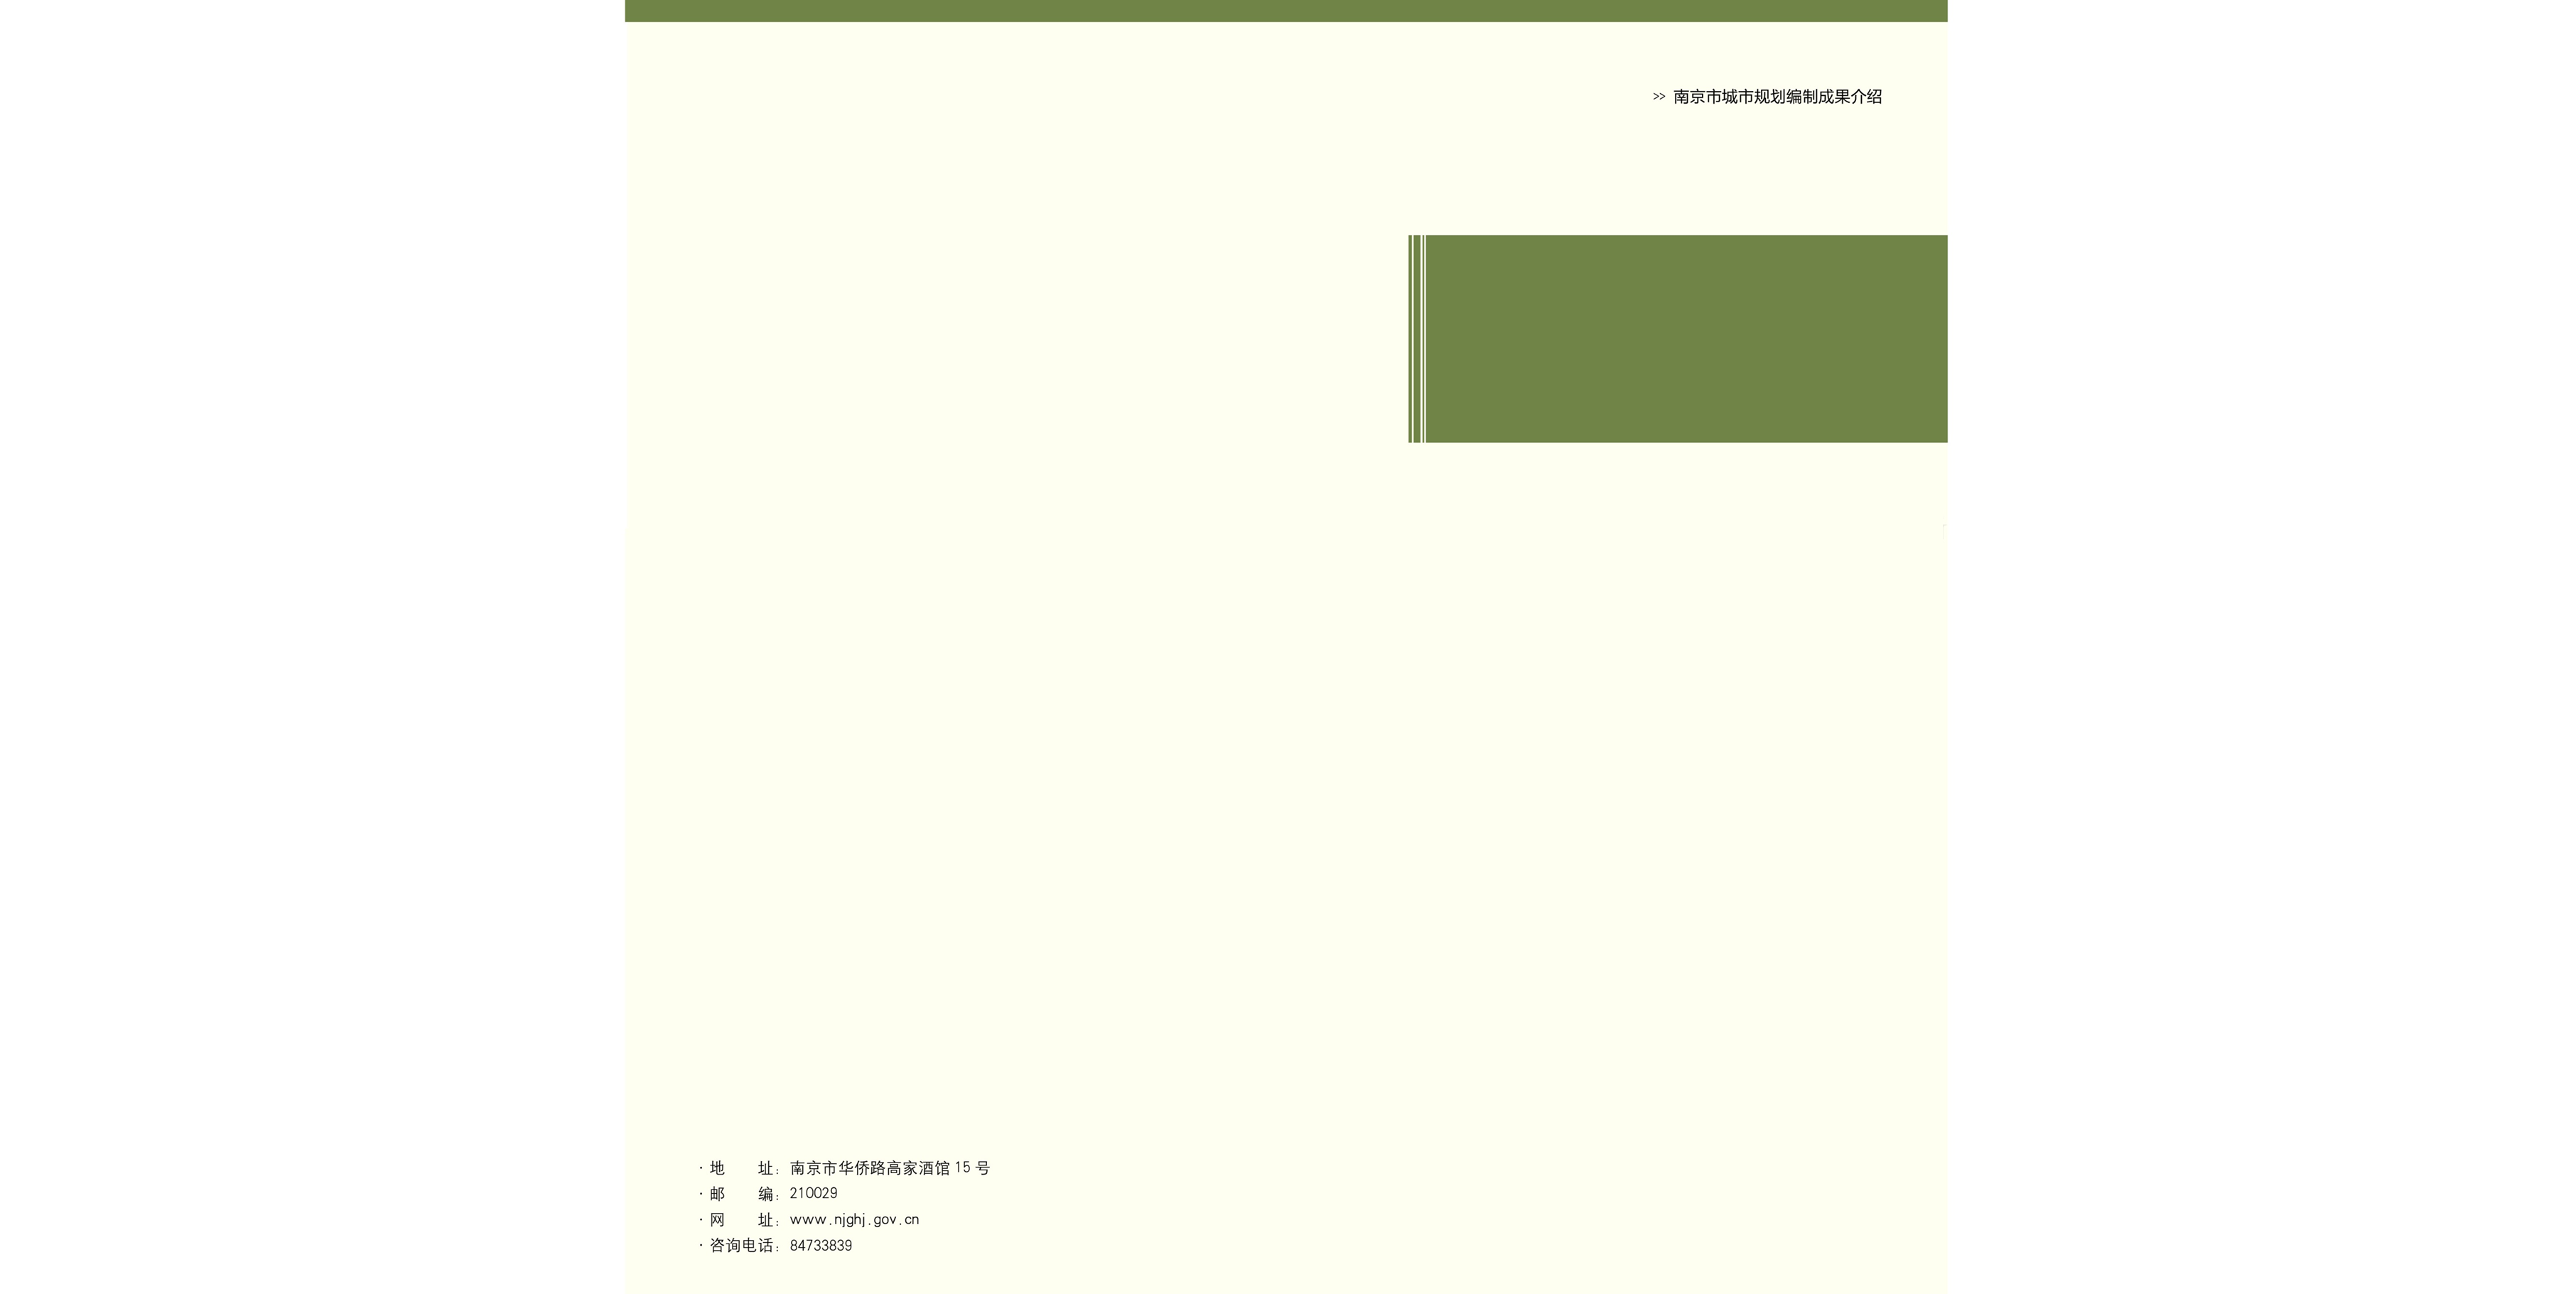 >> 南京市城市规划编制成果介绍
· 地 址: 南京市华侨路高家酒馆 15 号
· 邮 编: 210029
· 网 址: www.njghj.gov.cn
· 咨询电话: 84733839